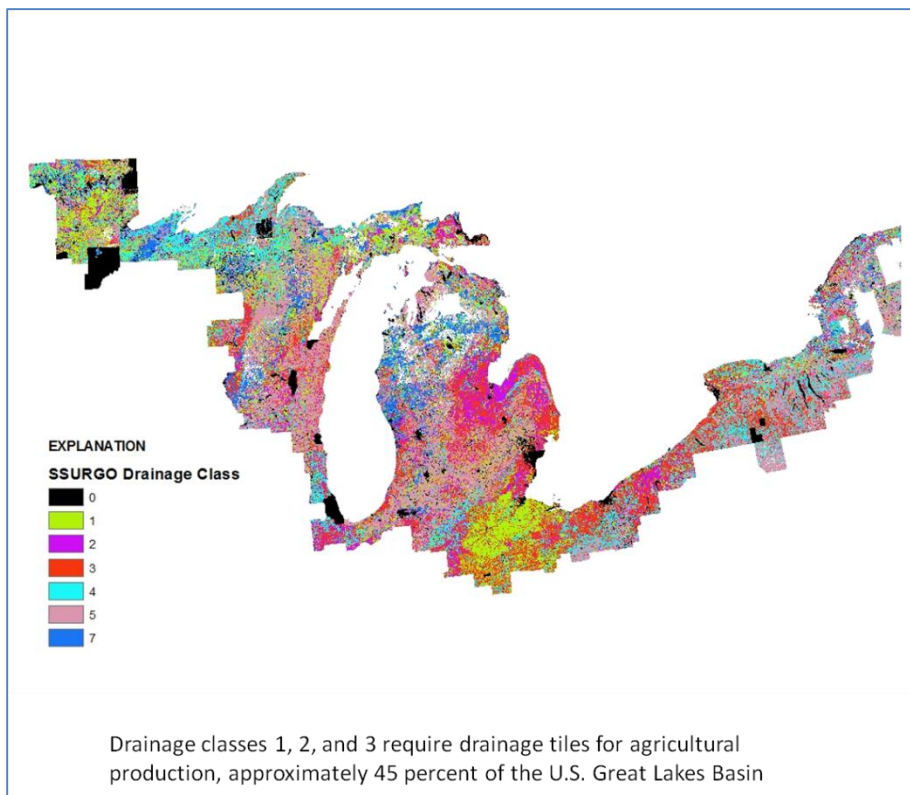 EXPLANATION
SSURGO Drainage Class
0
1
2
3
4
5
7
Drainage classes 1, 2, and 3 require drainage tiles for agricultural
production, approximately 45 percent of the U.S. Great Lakes Basin